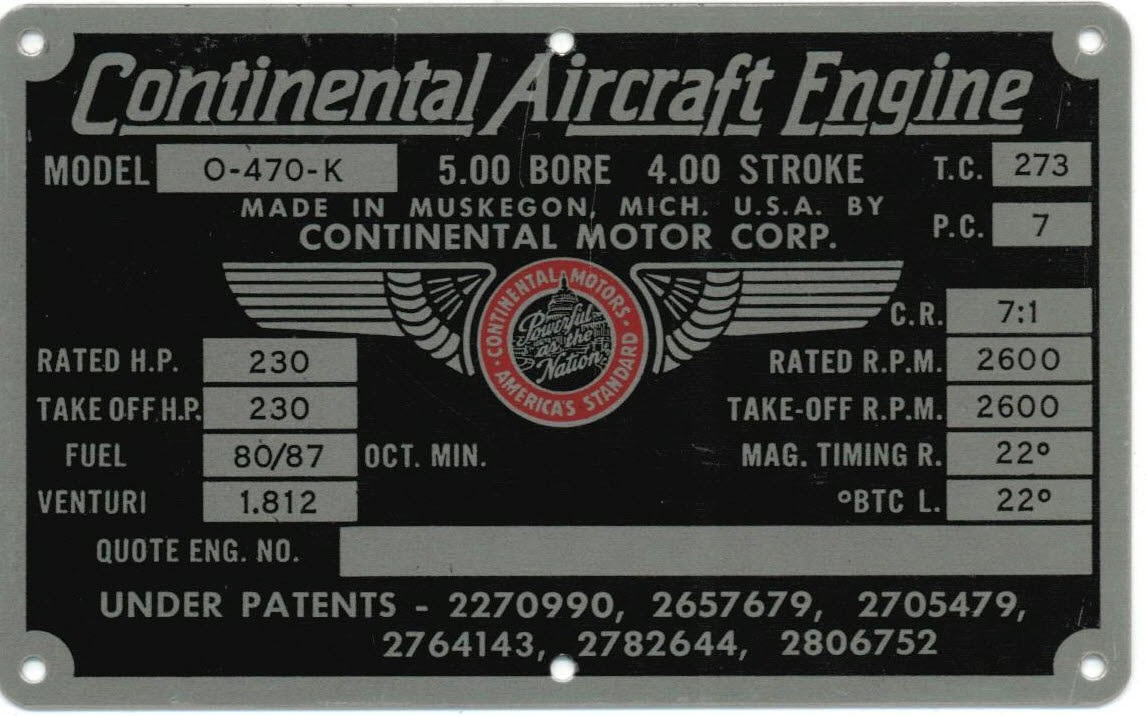 Continental Aircraft Engine
MODEL O-470-K 5.00 BORE 4.00 STROKE T.C. 273
MADE IN MUSKEGON, MICH. U.S.A. BY
CONTINENTAL MOTOR CORP.
P.C. 7
CONTINENTAL MOTORS
Powerful
as the
Nation
AMERICA'S STANDARD
C.R. 7:1
RATED H.P. 230
RATED R.P.M. 2600
TAKE OFF H.P. 230
TAKE-OFF R.P.M. 2600
FUEL 80/87 OCT. MIN.
MAG. TIMING R. 22°
VENTURI 1.812
°BTC L. 22°
QUOTE ENG. NO.
UNDER PATENTS - 2270990, 2657679, 2705479,
2764143, 2782644, 2806752